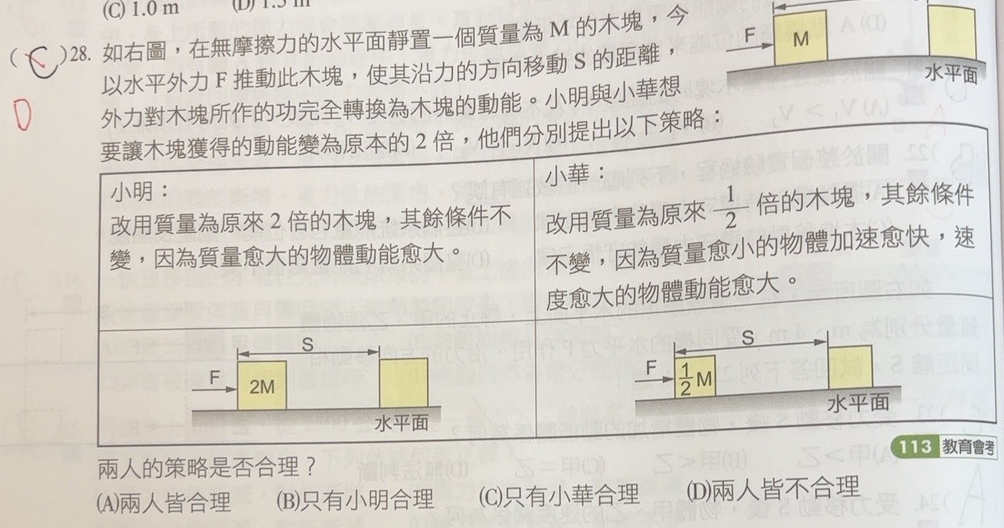 (C) 1.0 m
( C )28. 如右圖，在無摩擦力的水平面靜置一個質量為 M 的木塊，今
D
以水平外力 F 推動此木塊，使其沿力的方向移動 S 的距離，
外力對木塊所作的功完全轉換為木塊的動能。小明與小華想
要讓木塊獲得的動能變為原本的 2 倍，他們分別提出以下策略：
F M
水平面
小明：
改用質量為原來 2 倍的木塊，其餘條件不
變，因為質量愈大的物體動能愈大。
S
F 2M
水平面
小華：
改用質量為原來 1/2 倍的木塊，其餘條件
不變，因為質量愈小的物體加速愈快，速
度愈大的物體動能愈大。
S
F 1/2 M
水平面
113 教育會考
兩人的策略是否合理？
(A)兩人皆合理 (B)只有小明合理 (C)只有小華合理 (D)兩人皆不合理